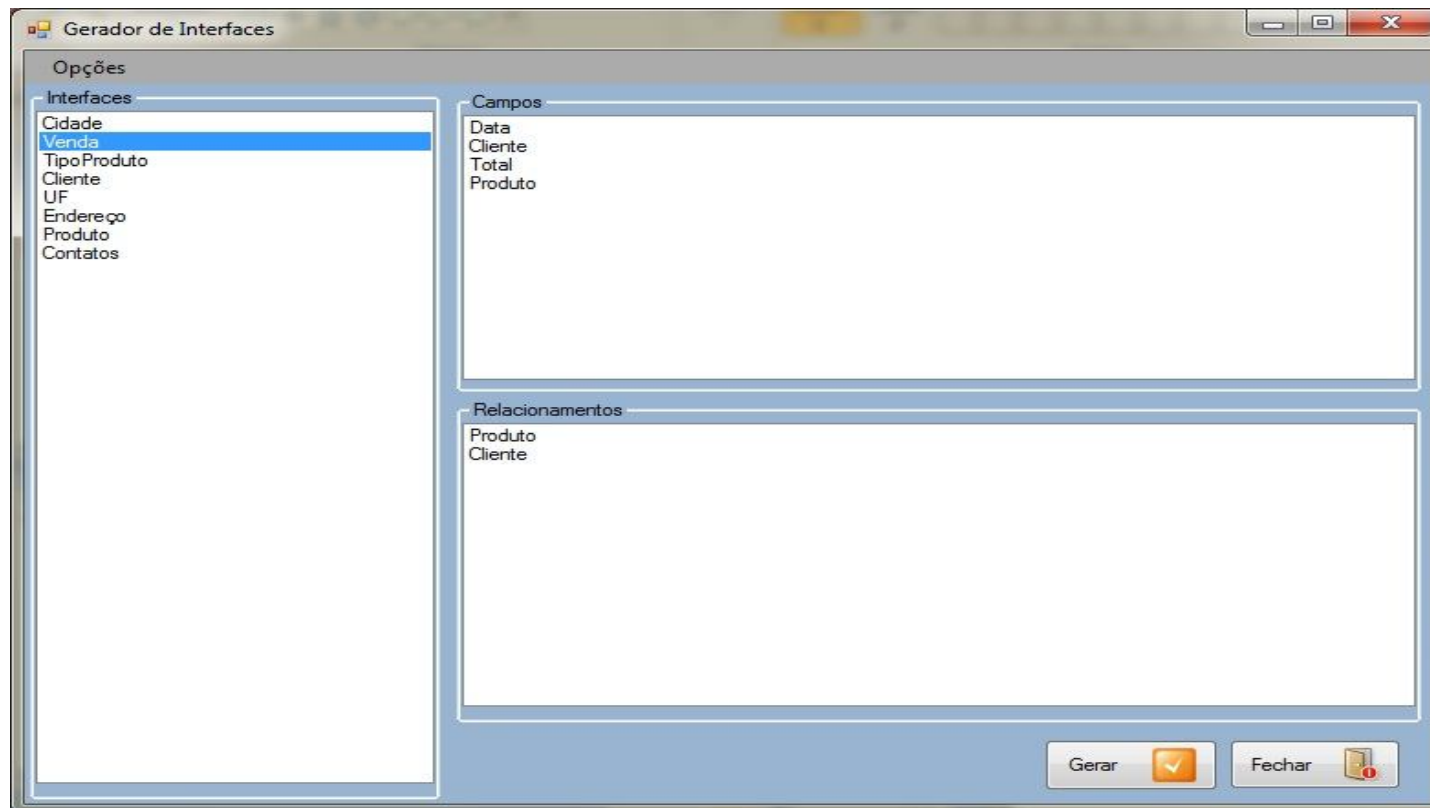 Gerador de Interfaces
Opções
Interfaces
Cidade
Venda
TipoProduto
Cliente
UF
Endereço
Produto
Contatos
Campos
Data
Cliente
Total
Produto
Relacionamentos
Produto
Cliente
Gerar
Fechar